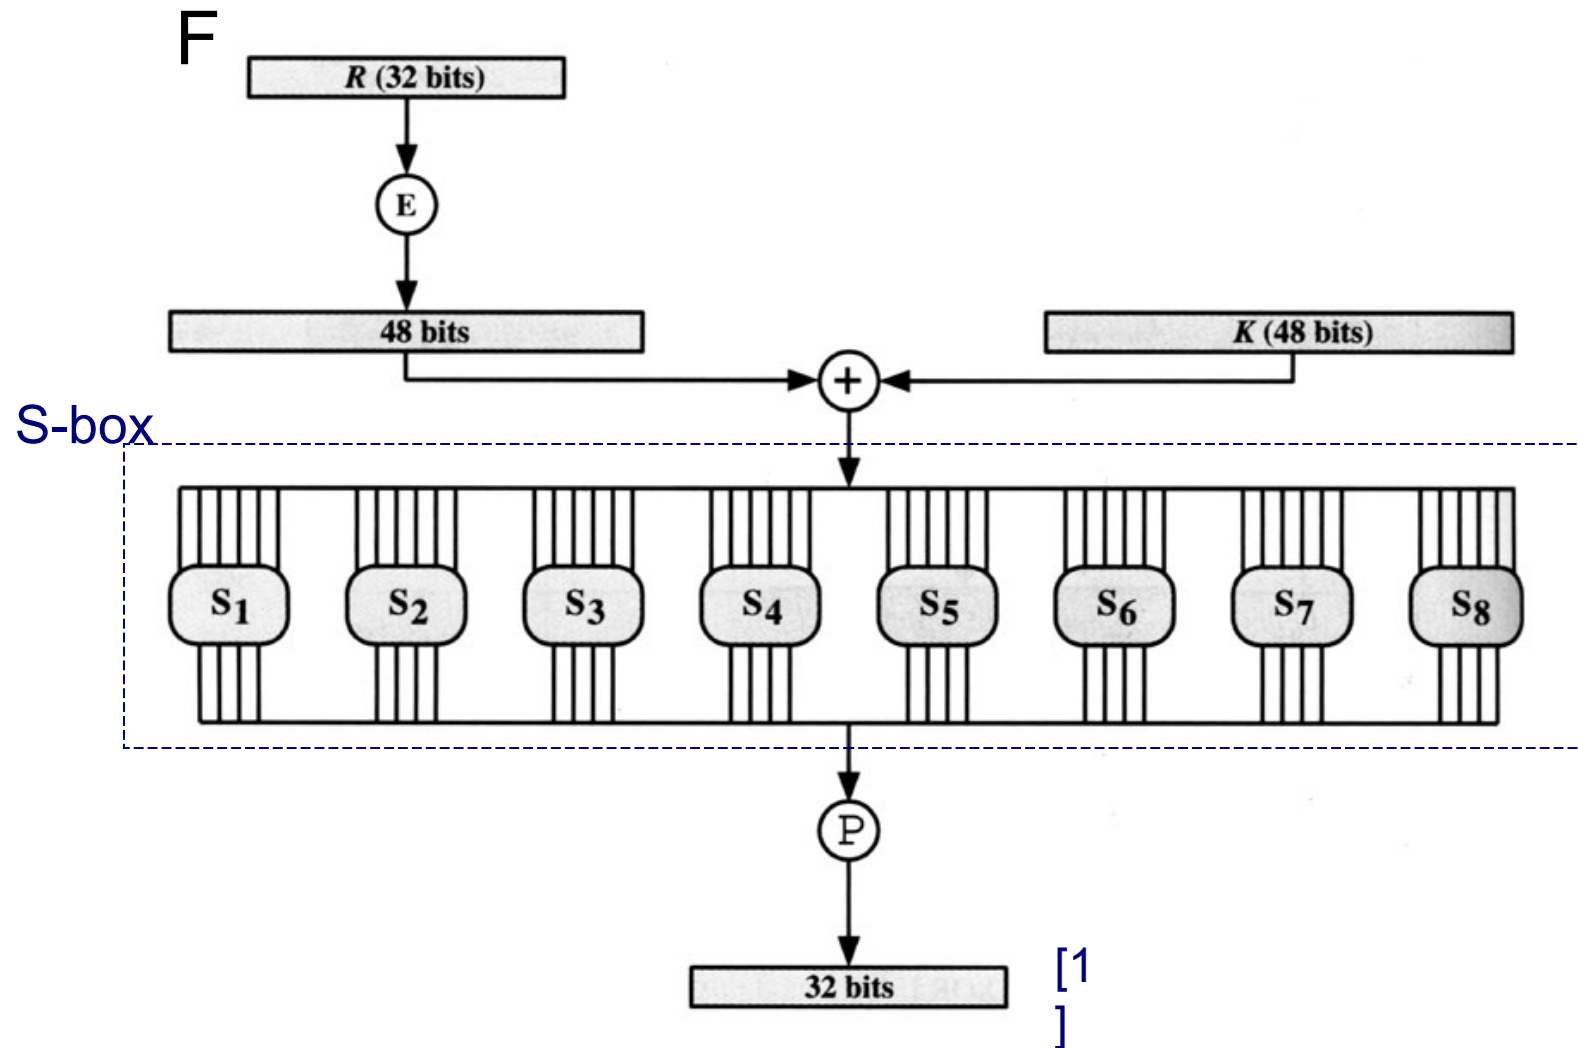 F
R (32 bits)
E
48 bits
K (48 bits)
+
S-box
S1 S2 S3 S4 S5 S6 S7 S8
P
32 bits
[1
]